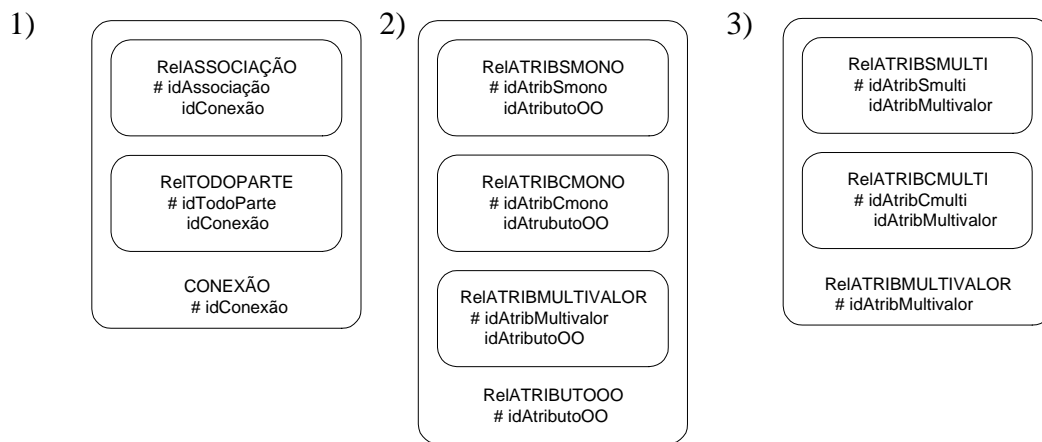 1)
RelASSOCIAÇÃO
# idAssociação
idConexão
RelTODOPARTE
# idTodoParte
idConexão
CONEXÃO
# idConexão
2)
RelATRIBSMONO
# idAtribSmono
idAtributoOO
RelATRIBCMONO
# idAtribCmono
idAtrubutoOO
RelATRIBMULTIVALOR
# idAtribMultivalor
idAtributoOO
RelATRIBUTOOO
# idAtributoOO
3)
RelATRIBSMULTI
# idAtribSmulti
idAtribMultivalor
RelATRIBCMULTI
# idAtribCmulti
idAtribMultivalor
RelATRIBMULTIVALOR
# idAtribMultivalor